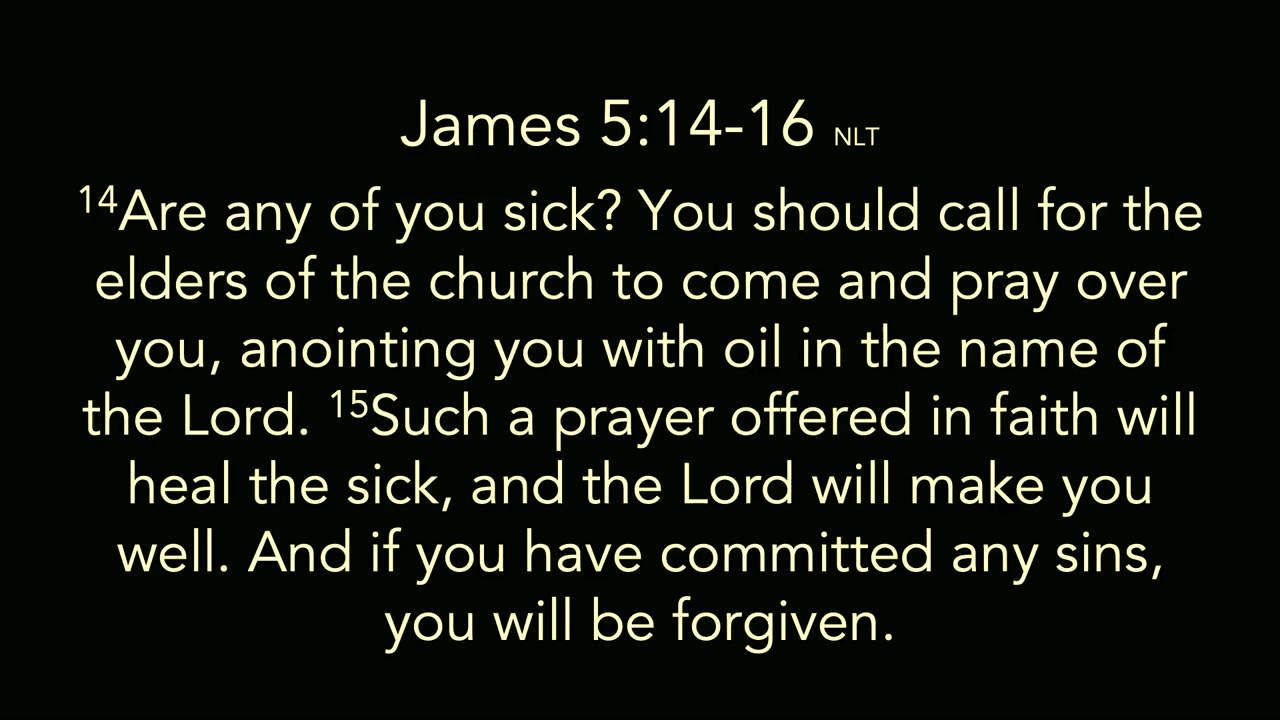 James 5:14-16 NLT
14Are any of you sick? You should call for the
elders of the church to come and pray over
you, anointing you with oil in the name of
the Lord. 15Such a prayer offered in faith will
heal the sick, and the Lord will make you
well. And if you have committed any sins,
you will be forgiven.